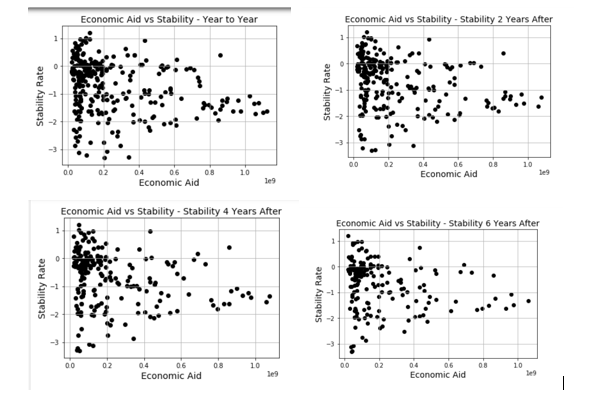 Economic Aid vs Stability - Year to Year
1
0
−1
−2
−3
Stability Rate
0.0 0.2 0.4 0.6 0.8 1.0
1e9
Economic Aid
Economic Aid vs Stability - Stability 2 Years After
1
0
−1
−2
−3
Stability Rate
0.0 0.2 0.4 0.6 0.8 1.0
1e9
Economic Aid
Economic Aid vs Stability - Stability 4 Years After
1
0
−1
−2
−3
Stability Rate
0.0 0.2 0.4 0.6 0.8 1.0
1e9
Economic Aid
Economic Aid vs Stability - Stability 6 Years After
1
0
−1
−2
−3
Stability Rate
0.0 0.2 0.4 0.6 0.8 1.0
1e9
Economic Aid